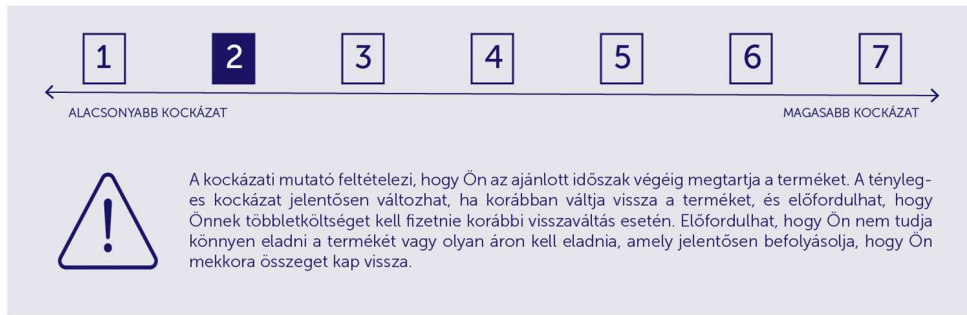 1 2 3 4 5 6 7
ALACSONYABB KOCKÁZAT MAGASABB KOCKÁZAT
A kockázati mutató feltételezi, hogy Ön az ajánlott időszak végéig megtartja a terméket. A tényleg-
es kockázat jelentősen változhat, ha korábban váltja vissza a terméket, és előfordulhat, hogy
Önnek többletköltséget kell fizetnie korábbi visszaváltás esetén. Előfordulhat, hogy Ön nem tudja
könnyen eladni a termékét vagy olyan áron kell eladnia, amely jelentősen befolyásolja, hogy Ön
mekkora összeget kap vissza.